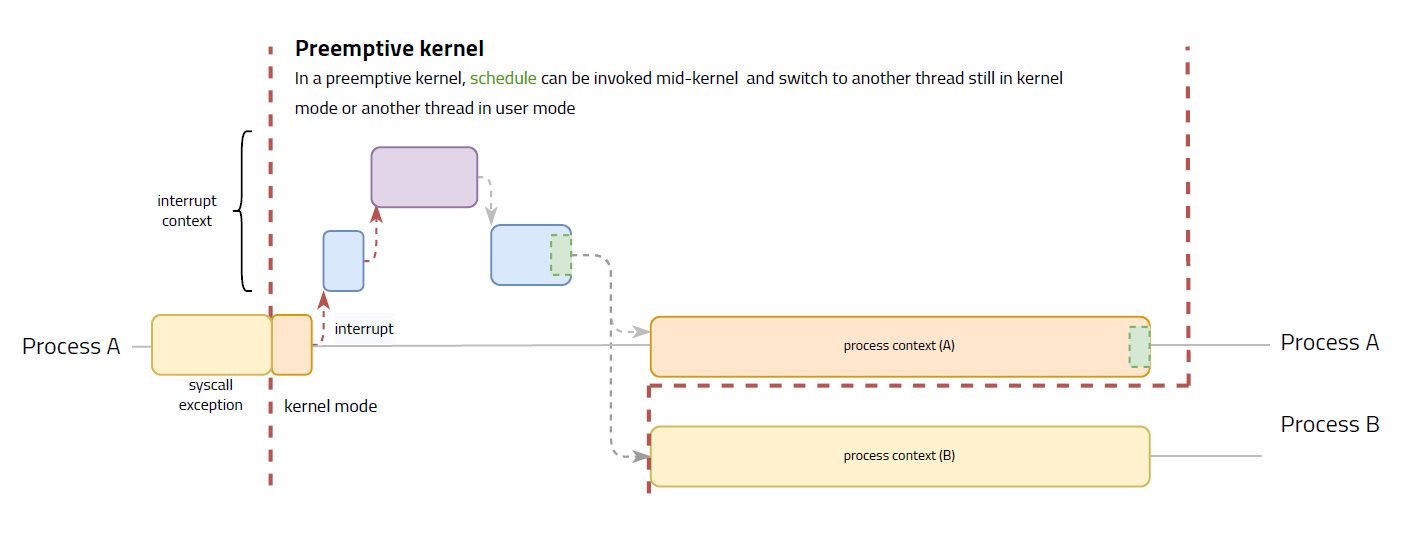 Preemptive kernel
In a preemptive kernel, schedule can be invoked mid-kernel and switch to another thread still in kernel
mode or another thread in user mode
interrupt
context
interrupt
Process A
process context (A)
Process A
syscall
exception
kernel mode
Process B
process context (B)